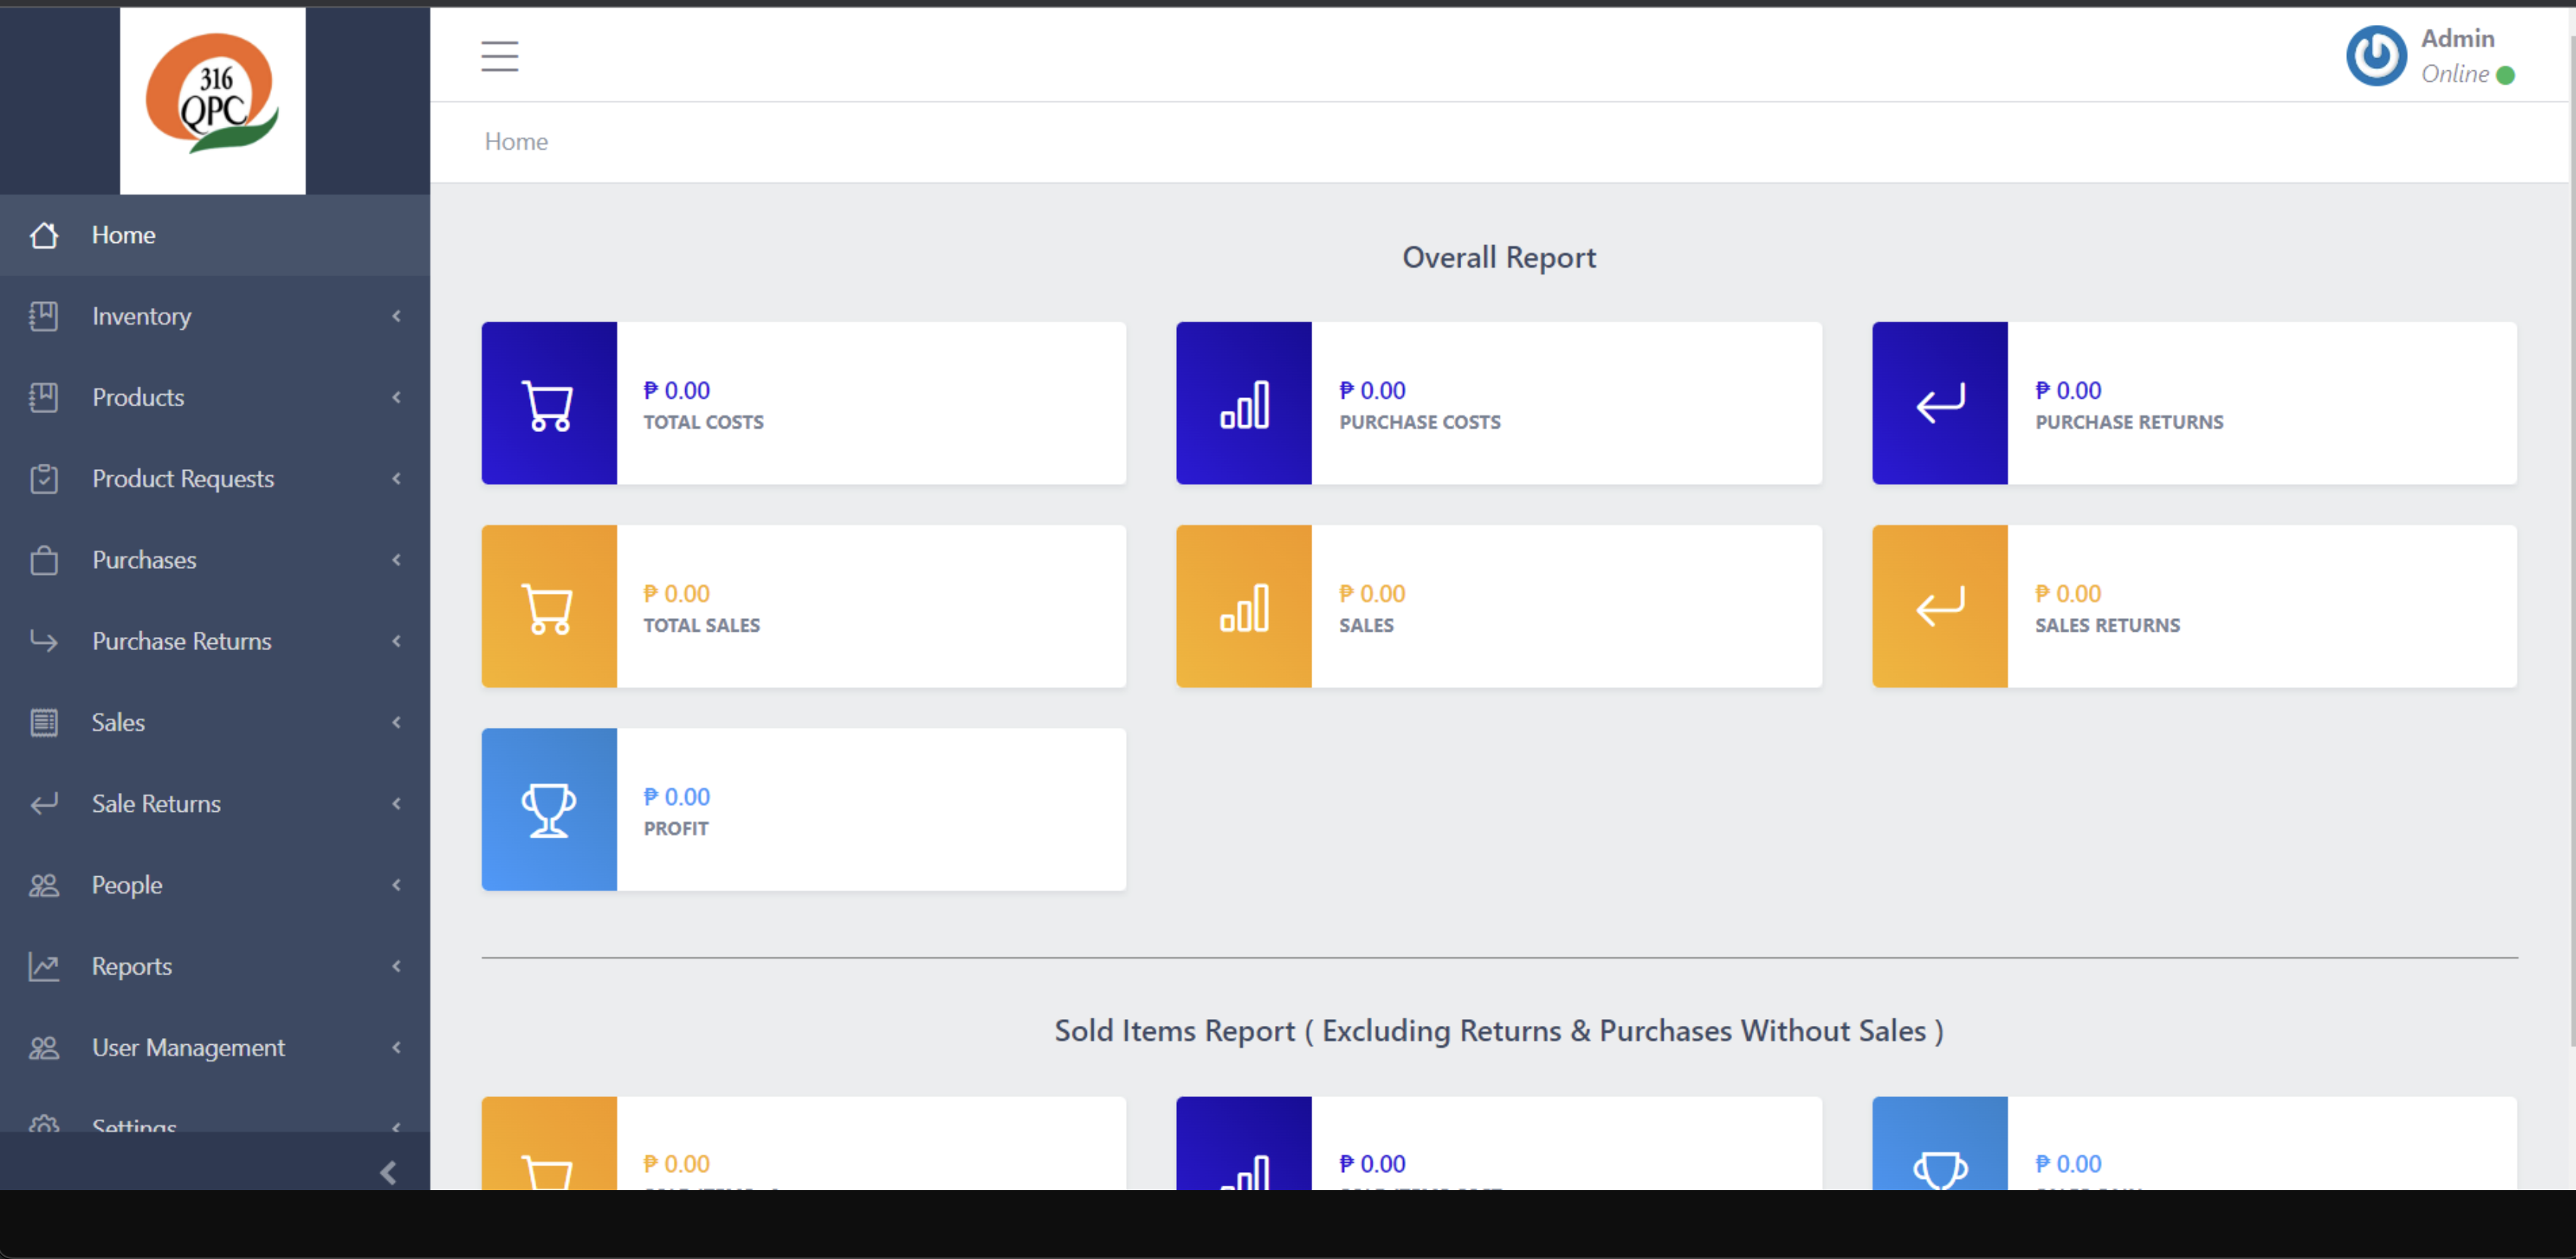 316
QPC
Admin
Online
Home
Home
Inventory
Products
Product Requests
Purchases
Purchase Returns
Sales
Sale Returns
People
Reports
User Management
Settings
Overall Report
₱ 0.00
TOTAL COSTS
₱ 0.00
PURCHASE COSTS
₱ 0.00
PURCHASE RETURNS
₱ 0.00
TOTAL SALES
₱ 0.00
SALES
₱ 0.00
SALES RETURNS
₱ 0.00
PROFIT
Sold Items Report ( Excluding Returns & Purchases Without Sales )
₱ 0.00
₱ 0.00
₱ 0.00